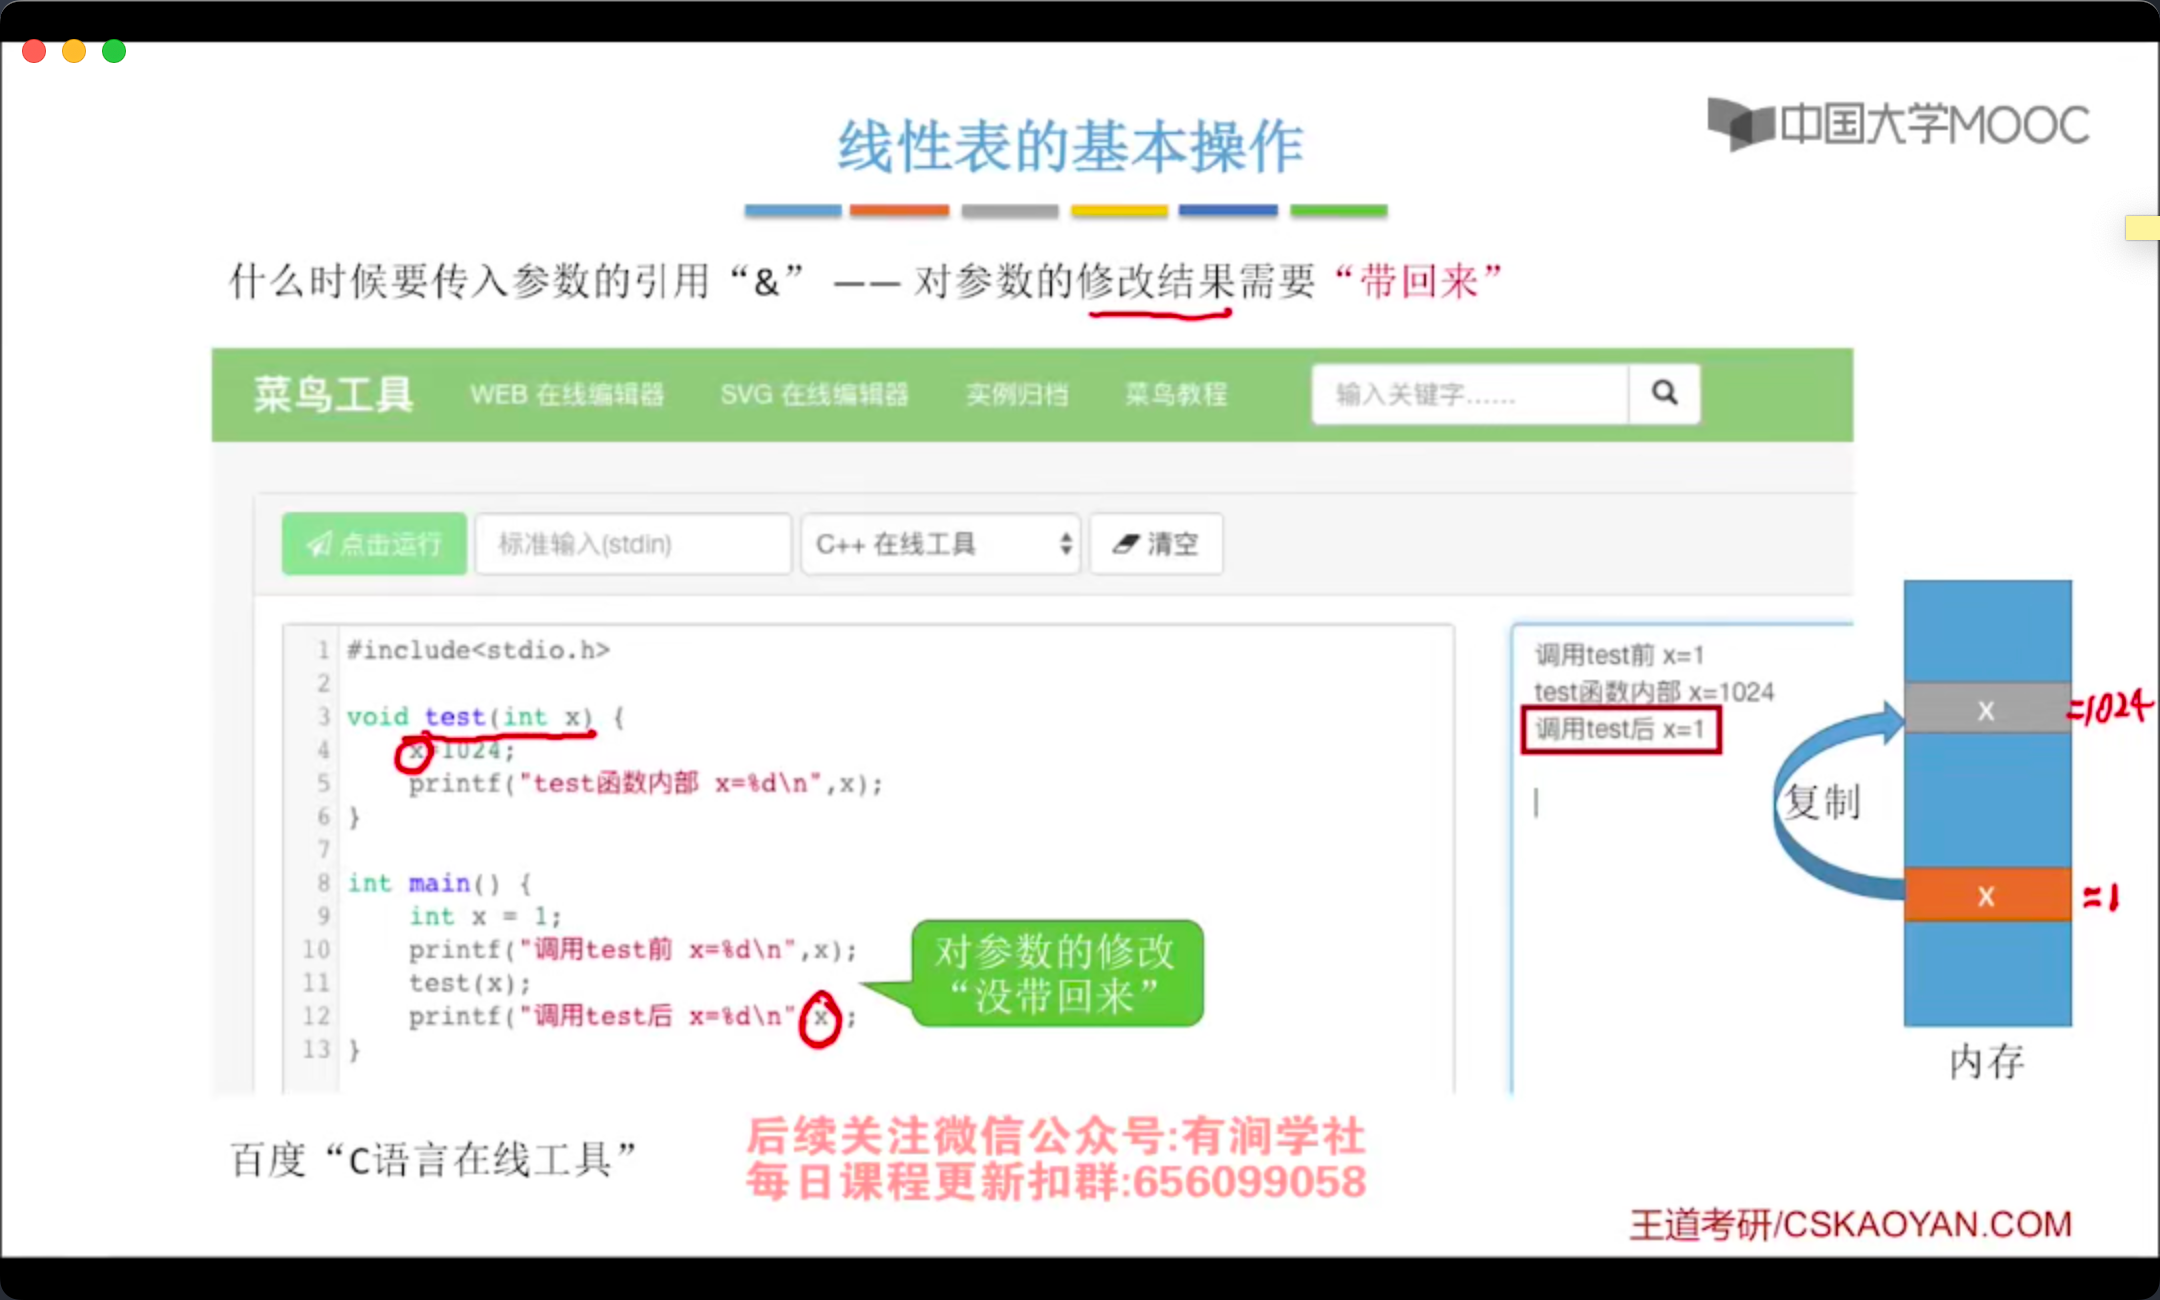 中国大学MOOC
线性表的基本操作
什么时候要传入参数的引用“&” —— 对参数的修改结果需要“带回来”
菜鸟工具 WEB 在线编辑器 SVG 在线编辑器 实例归档 菜鸟教程 输入关键字......
点击运行 标准输入(stdin) C++ 在线工具 清空
1 #include<stdio.h>
2
3 void test(int x) {
4 x=1024;
5 printf("test函数内部 x=%d\n",x);
6 }
7
8 int main() {
9 int x = 1;
10 printf("调用test前 x=%d\n",x);
11 test(x);
12 printf("调用test后 x=%d\n",x);
13 }
对参数的修改
“没带回来”
调用test前 x=1
test函数内部 x=1024
调用test后 x=1
x =1024
复制
x =1
内存
百度“C语言在线工具”
后续关注微信公众号:有涧学社
每日课程更新扣群:656099058
王道考研/CSKAOYAN.COM